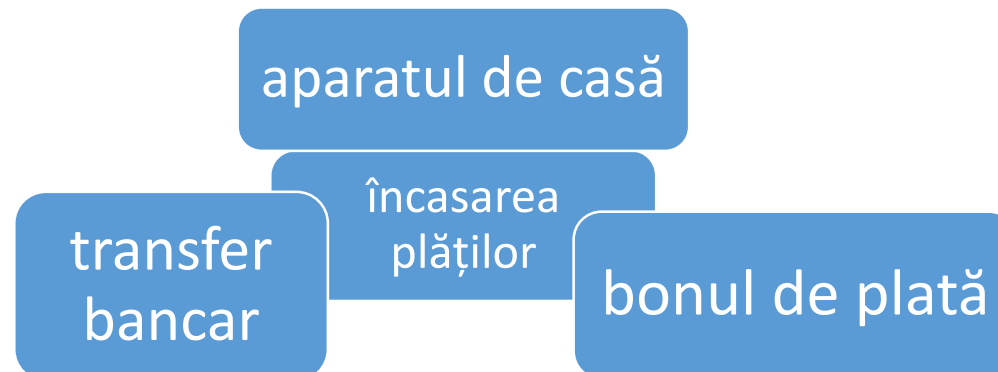 aparatul de casă
încasarea
plăților
transfer
bancar
bonul de plată